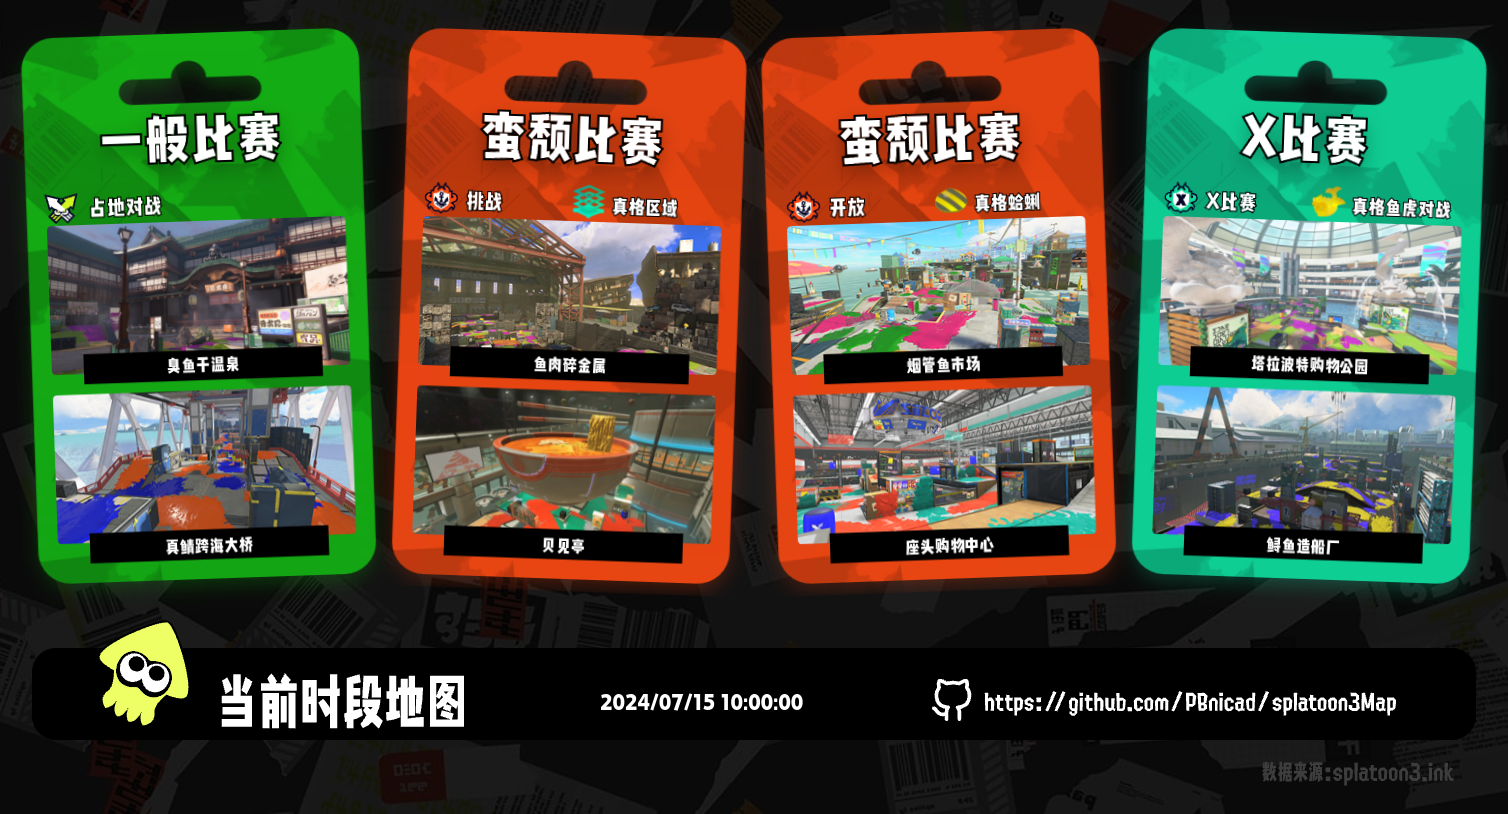 一般比赛
占地对战
臭鱼干温泉
真鲭跨海大桥
蛮颓比赛
挑战
真格区域
鱼肉碎金属
贝见亭
蛮颓比赛
开放
真格蛤蜊
烟管鱼市场
座头购物中心
X比赛
X比赛
真格鱼虎对战
塔拉波特购物公园
鲟鱼造船厂
当前时段地图
2024/07/15 10:00:00
https://github.com/PBnicad/splatoon3Map
数据来源:splatoon3.ink